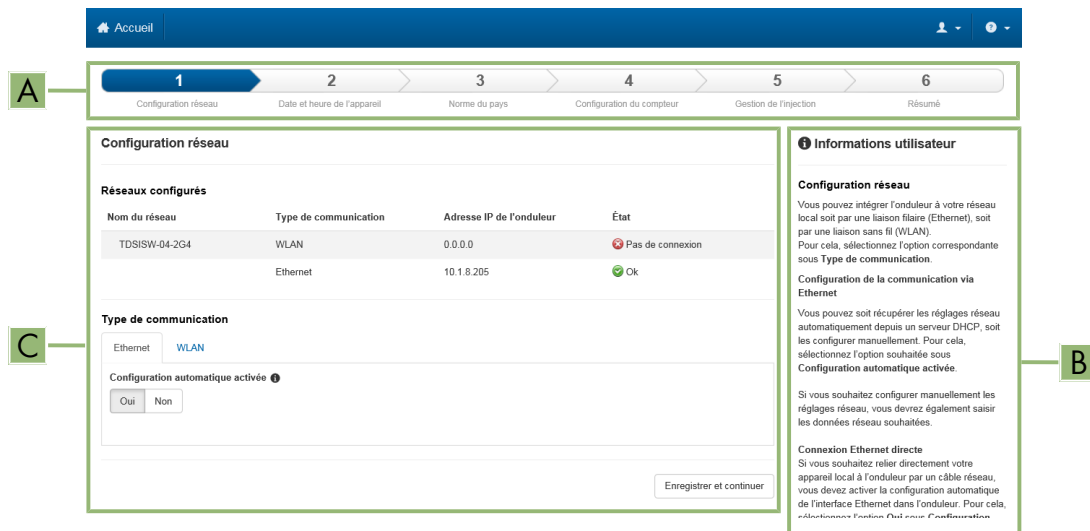 Accueil
A
1 2 3 4 5 6
Configuration réseau Date et heure de l'appareil Norme du pays Configuration du compteur Gestion de l'injection Résumé
C
Configuration réseau
Réseaux configurés
Nom du réseau Type de communication Adresse IP de l'onduleur État
TDSISW-04-2G4 WLAN 0.0.0.0 Pas de connexion
Ethernet 10.1.8.205 Ok
Type de communication
Ethernet WLAN
Configuration automatique activée
Oui Non
Enregistrer et continuer
B
Informations utilisateur
Configuration réseau
Vous pouvez intégrer l'onduleur à votre réseau
local soit par une liaison filaire (Ethernet), soit
par une liaison sans fil (WLAN).
Pour cela, sélectionnez l'option correspondante
sous Type de communication.
Configuration de la communication via
Ethernet
Vous pouvez soit récupérer les réglages réseau
automatiquement depuis un serveur DHCP, soit
les configurer manuellement. Pour cela,
sélectionnez l'option souhaitée sous
Configuration automatique activée.
Si vous souhaitez configurer manuellement les
réglages réseau, vous devrez également saisir
les données réseau souhaitées.
Connexion Ethernet directe
Si vous souhaitez relier directement votre
appareil local à l'onduleur par un câble réseau,
vous devez activer la configuration automatique
de l'interface Ethernet dans l'onduleur. Pour cela,
sélectionnez l'option Oui sous Configuration